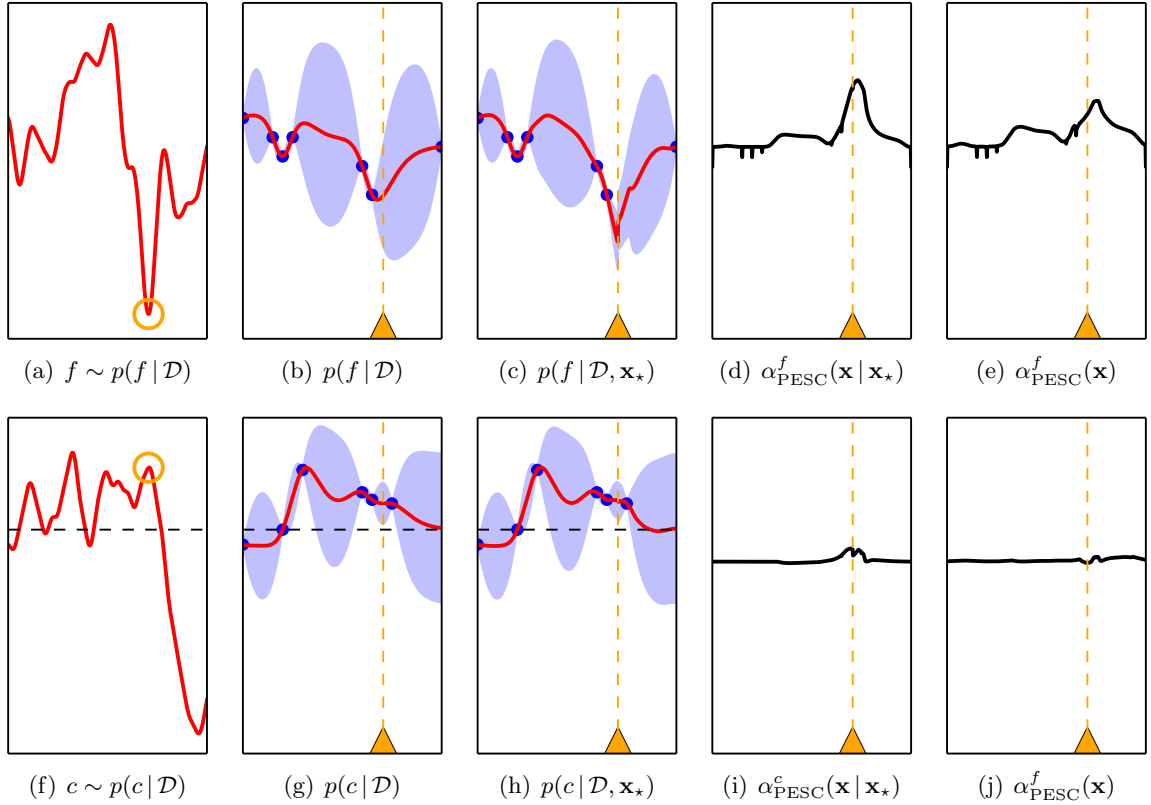 (a) f ∼ p(f | 𝒟)
(b) p(f | 𝒟)
(c) p(f | 𝒟, x⋆)
(d) α^f_PESC(x | x⋆)
(e) α^f_PESC(x)
(f) c ∼ p(c | 𝒟)
(g) p(c | 𝒟)
(h) p(c | 𝒟, x⋆)
(i) α^c_PESC(x | x⋆)
(j) α^f_PESC(x)